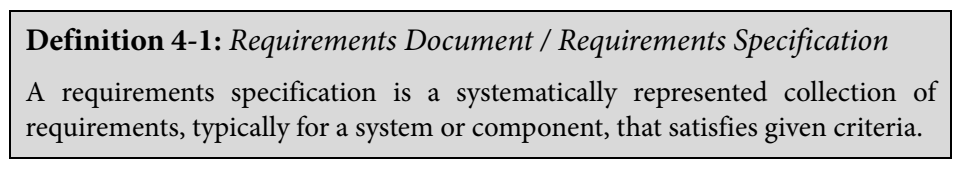 Definition 4-1: Requirements Document / Requirements Specification
A requirements specification is a systematically represented collection of
requirements, typically for a system or component, that satisfies given criteria.